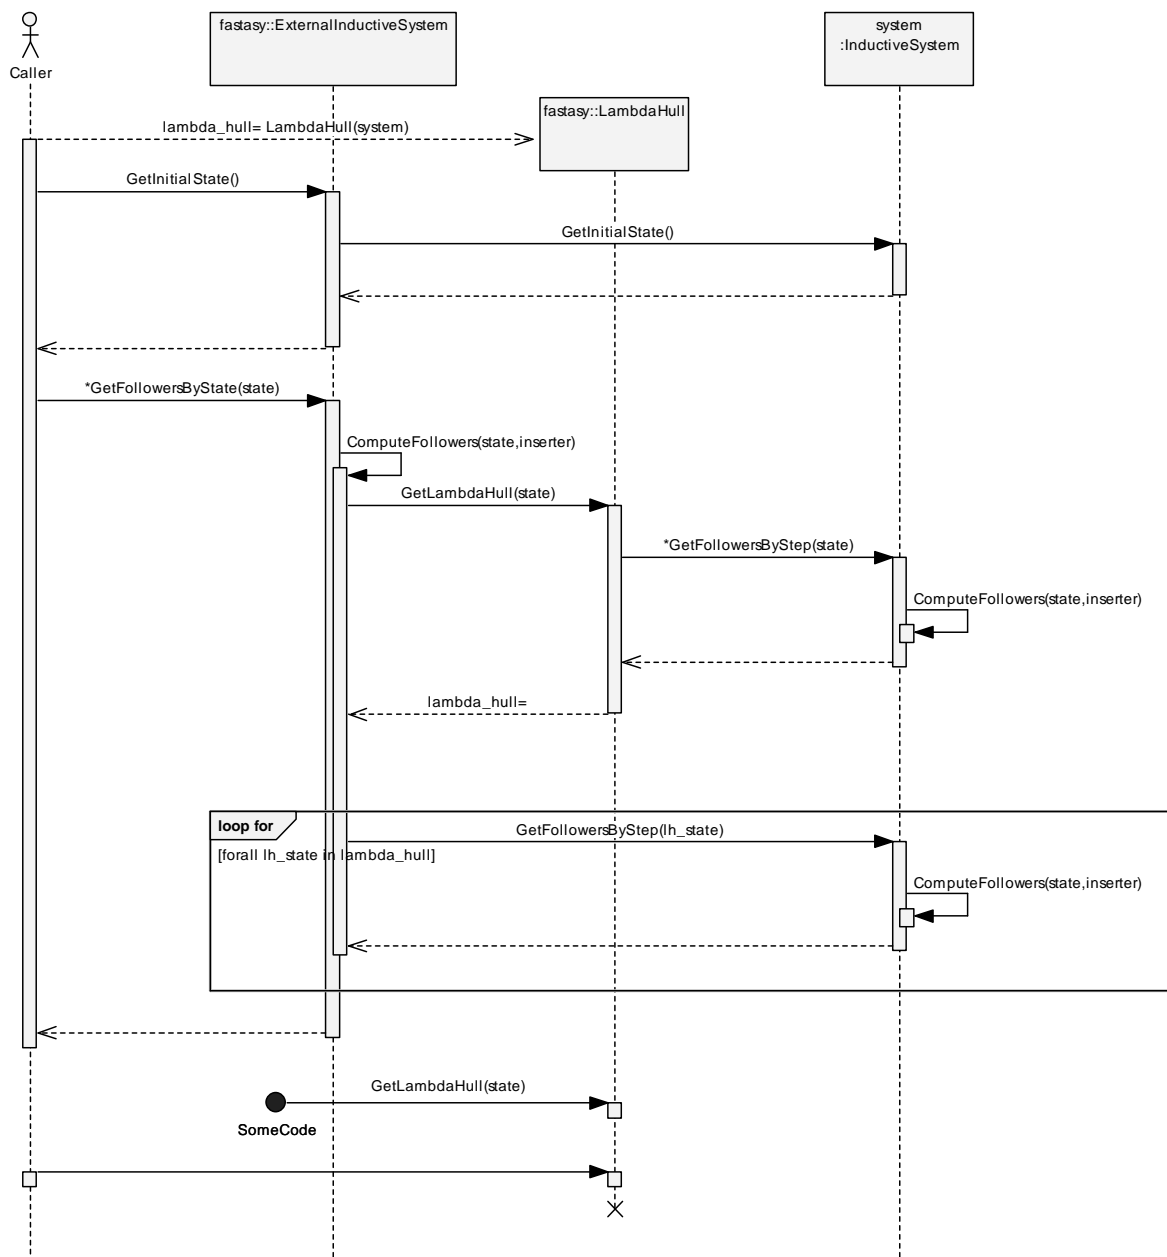 fastasy::ExternalInductiveSystem
system
:InductiveSystem
Caller
fastasy::LambdaHull
lambda_hull= LambdaHull(system)
GetInitialState()
GetInitialState()
*GetFollowersByState(state)
ComputeFollowers(state,inserter)
GetLambdaHull(state)
*GetFollowersByStep(state)
ComputeFollowers(state,inserter)
lambda_hull=
loop for
GetFollowersByStep(lh_state)
[forall lh_state in lambda_hull]
ComputeFollowers(state,inserter)
GetLambdaHull(state)
SomeCode